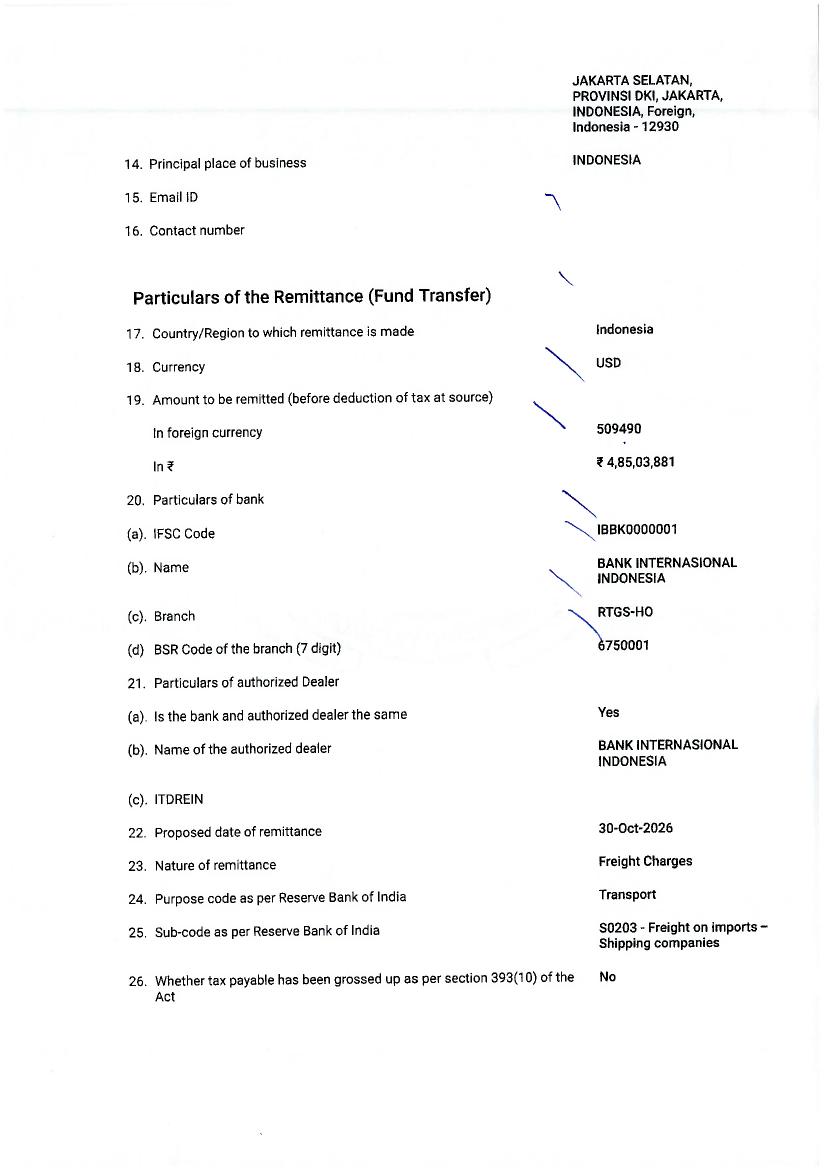 JAKARTA SELATAN,
PROVINSI DKI, JAKARTA,
INDONESIA, Foreign,
Indonesia - 12930
14. Principal place of business INDONESIA
15. Email ID
16. Contact number
Particulars of the Remittance (Fund Transfer)
17. Country/Region to which remittance is made Indonesia
18. Currency USD
19. Amount to be remitted (before deduction of tax at source)
In foreign currency 509490
In ₹ ₹ 4,85,03,881
20. Particulars of bank
(a). IFSC Code IBBK0000001
(b). Name BANK INTERNASIONAL
INDONESIA
(c). Branch RTGS-HO
(d) BSR Code of the branch (7 digit) 6750001
21. Particulars of authorized Dealer
(a). Is the bank and authorized dealer the same Yes
(b). Name of the authorized dealer BANK INTERNASIONAL
INDONESIA
(c). ITDREIN
22. Proposed date of remittance 30-Oct-2026
23. Nature of remittance Freight Charges
24. Purpose code as per Reserve Bank of India Transport
25. Sub-code as per Reserve Bank of India S0203 - Freight on imports –
Shipping companies
26. Whether tax payable has been grossed up as per section 393(10) of the No
Act